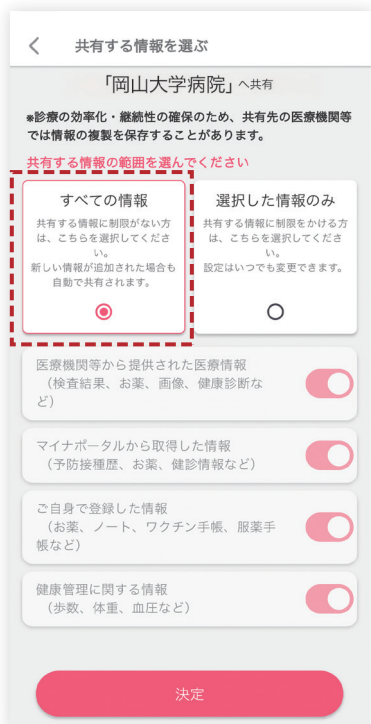 共有する情報を選ぶ
「岡山大学病院」へ共有
*診療の効率化・継続性の確保のため、共有先の医療機関等
では情報の複製を保存することがあります。
共有する情報の範囲を選んでください
すべての情報
共有する情報に制限がない方
は、こちらを選択してくださ
い。
新しい情報が追加された場合も
自動で共有されます。
選択した情報のみ
共有する情報に制限をかける方
は、こちらを選択してくださ
い。
設定はいつでも変更できます。
医療機関等から提供された医療情報
（検査結果、お薬、画像、健康診断な
ど）
マイナポータルから取得した情報
（予防接種歴、お薬、健診情報など）
ご自身で登録した情報
（お薬、ノート、ワクチン手帳、服薬手
帳など）
健康管理に関する情報
（歩数、体重、血圧など）
決定